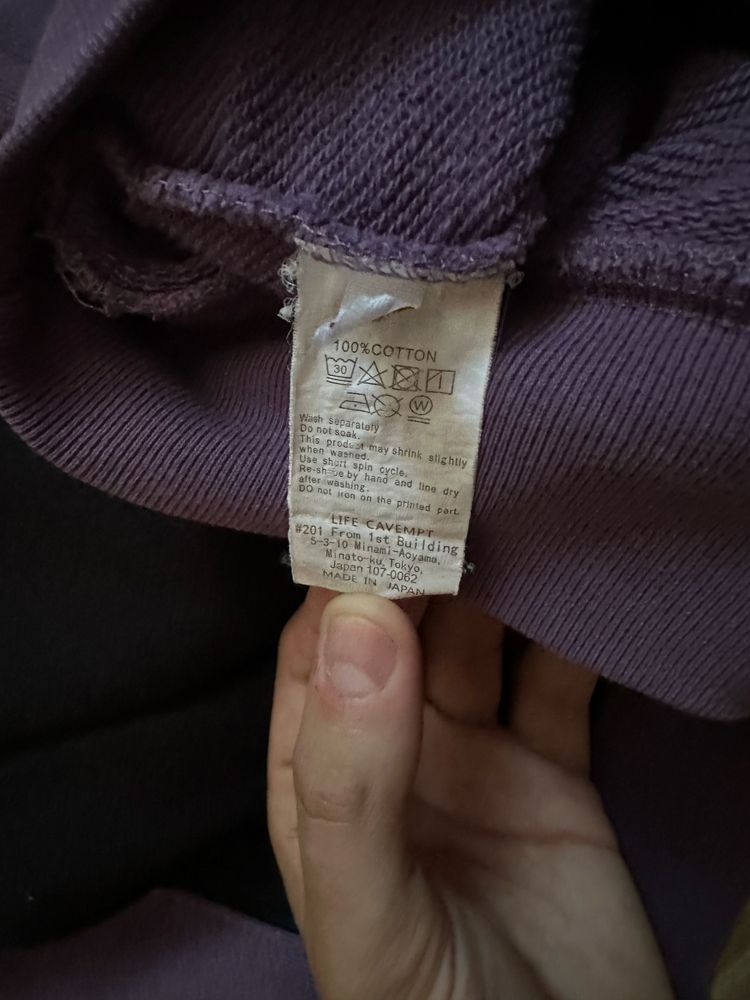 100%COTTON
30
W
Wash separately
Do not soak.
This product may shrink slightly
when washed.
Use short spin cycle.
Re-shape by hand and line dry
after washing.
DO not iron on the printed part.
LIFE CAVEMPT
#201 From 1st Building
5-3-10 Minami-Aoyama,
Minato-ku, Tokyo,
Japan 107-0062
MADE IN JAPAN